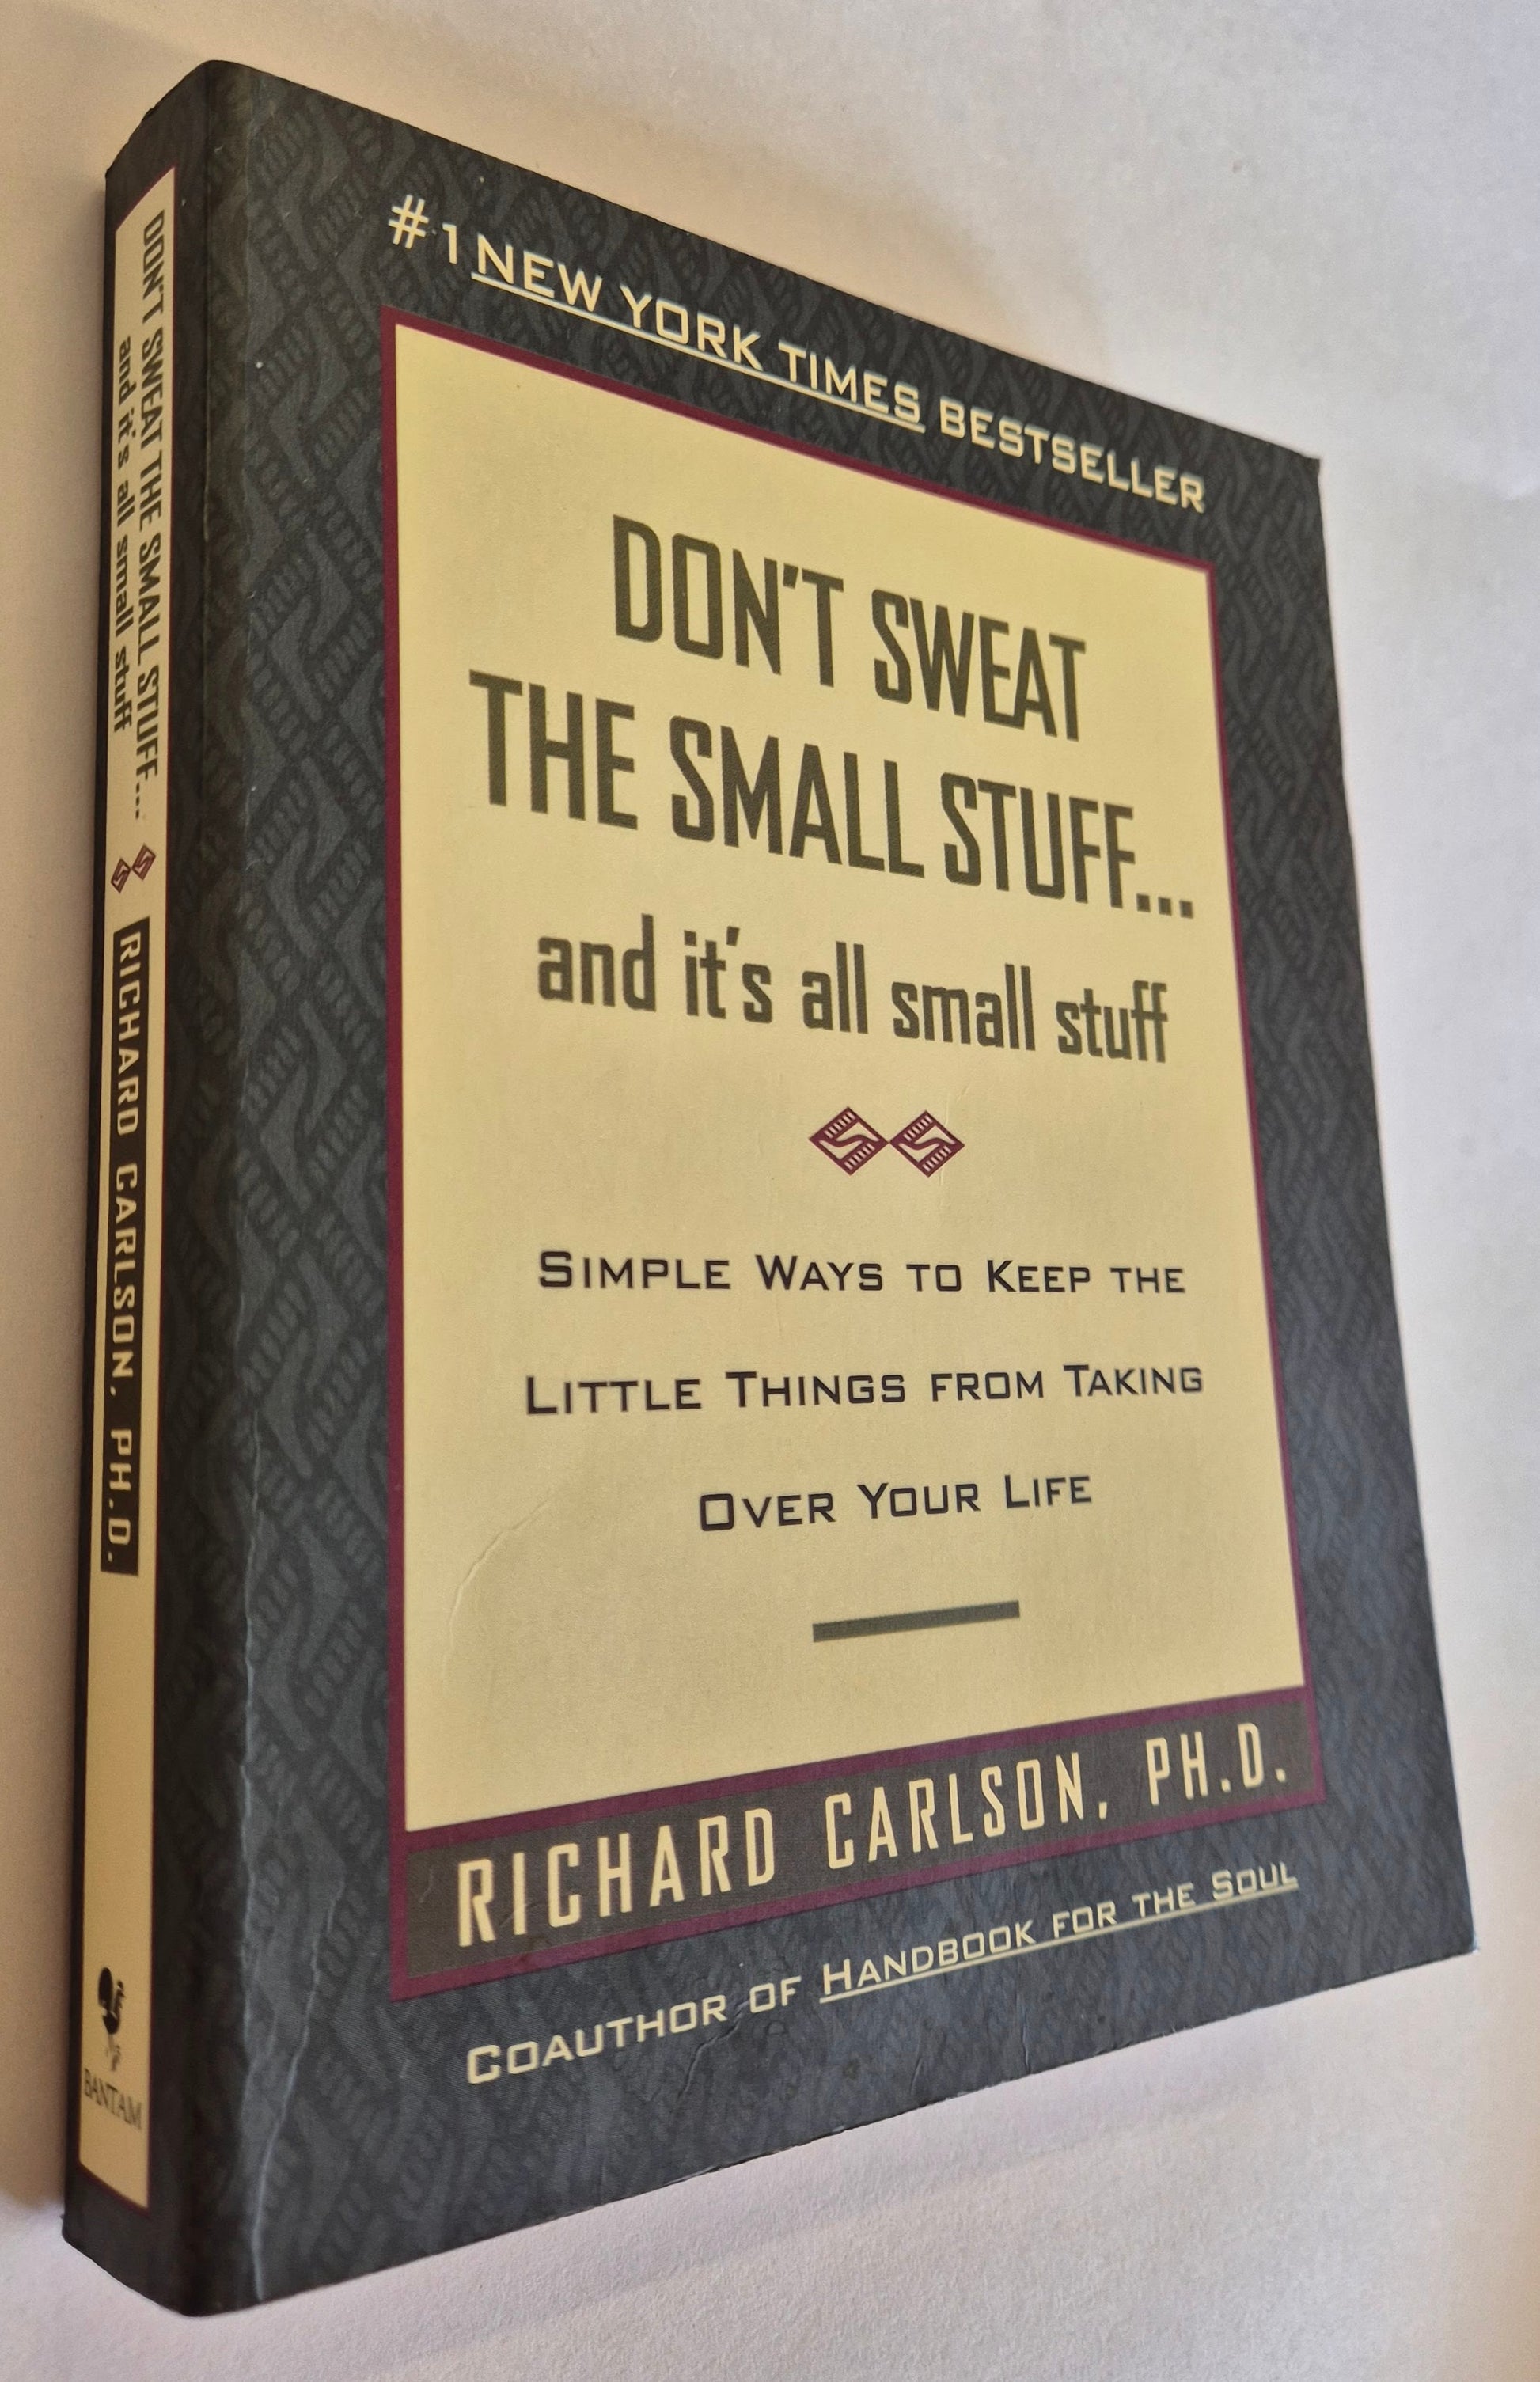 #1 NEW YORK TIMES BESTSELLER
DON'T SWEAT
THE SMALL STUFF...
and it's all small stuff
SIMPLE WAYS TO KEEP THE
LITTLE THINGS FROM TAKING
OVER YOUR LIFE
RICHARD CARLSON, PH.D.
COAUTHOR OF HANDBOOK FOR THE SOUL
DON'T SWEAT THE SMALL STUFF...
and it's all small stuff
RICHARD CARLSON, PH.D.
BANTAM